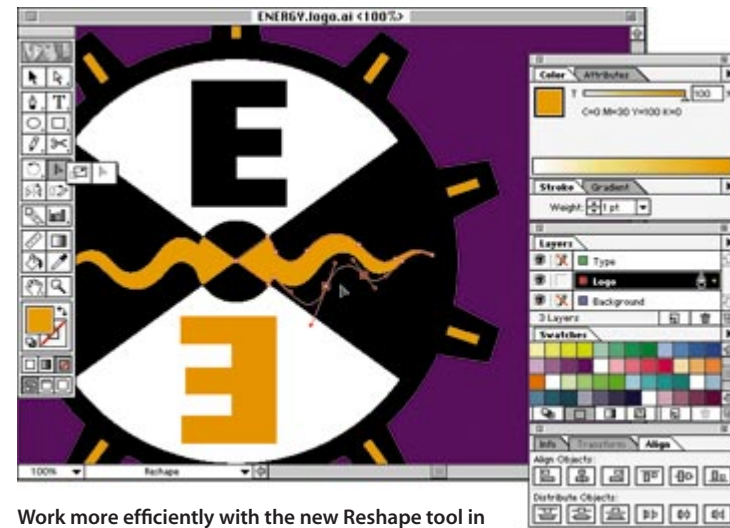 ENERGY.logo.ai <100%>
E
E
100%
Reshape
Color
Attributes
T
100
%
C=0 M=30 Y=100 K=0
Stroke
Gradient
Weight:
1 pt
Layers
Type
Logo
Background
3 Layers
Swatches
Info
Transform
Align
Align Objects:
Distribute Objects:
Work more efficiently with the new Reshape tool in